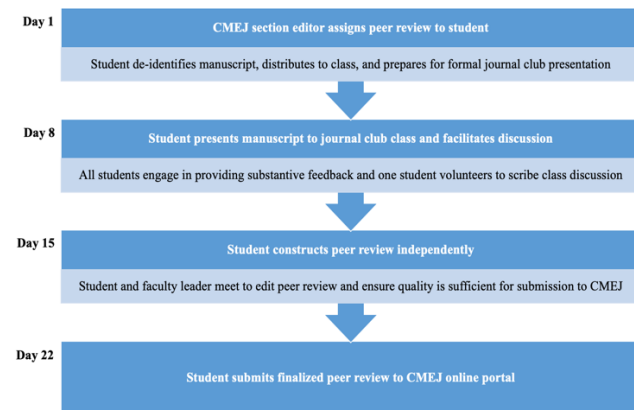 Day 1
CMEJ section editor assigns peer review to student
Student de-identifies manuscript, distributes to class, and prepares for formal journal club presentation
Day 8
Student presents manuscript to journal club class and facilitates discussion
All students engage in providing substantive feedback and one student volunteers to scribe class discussion
Day 15
Student constructs peer review independently
Student and faculty leader meet to edit peer review and ensure quality is sufficient for submission to CMEJ
Day 22
Student submits finalized peer review to CMEJ online portal